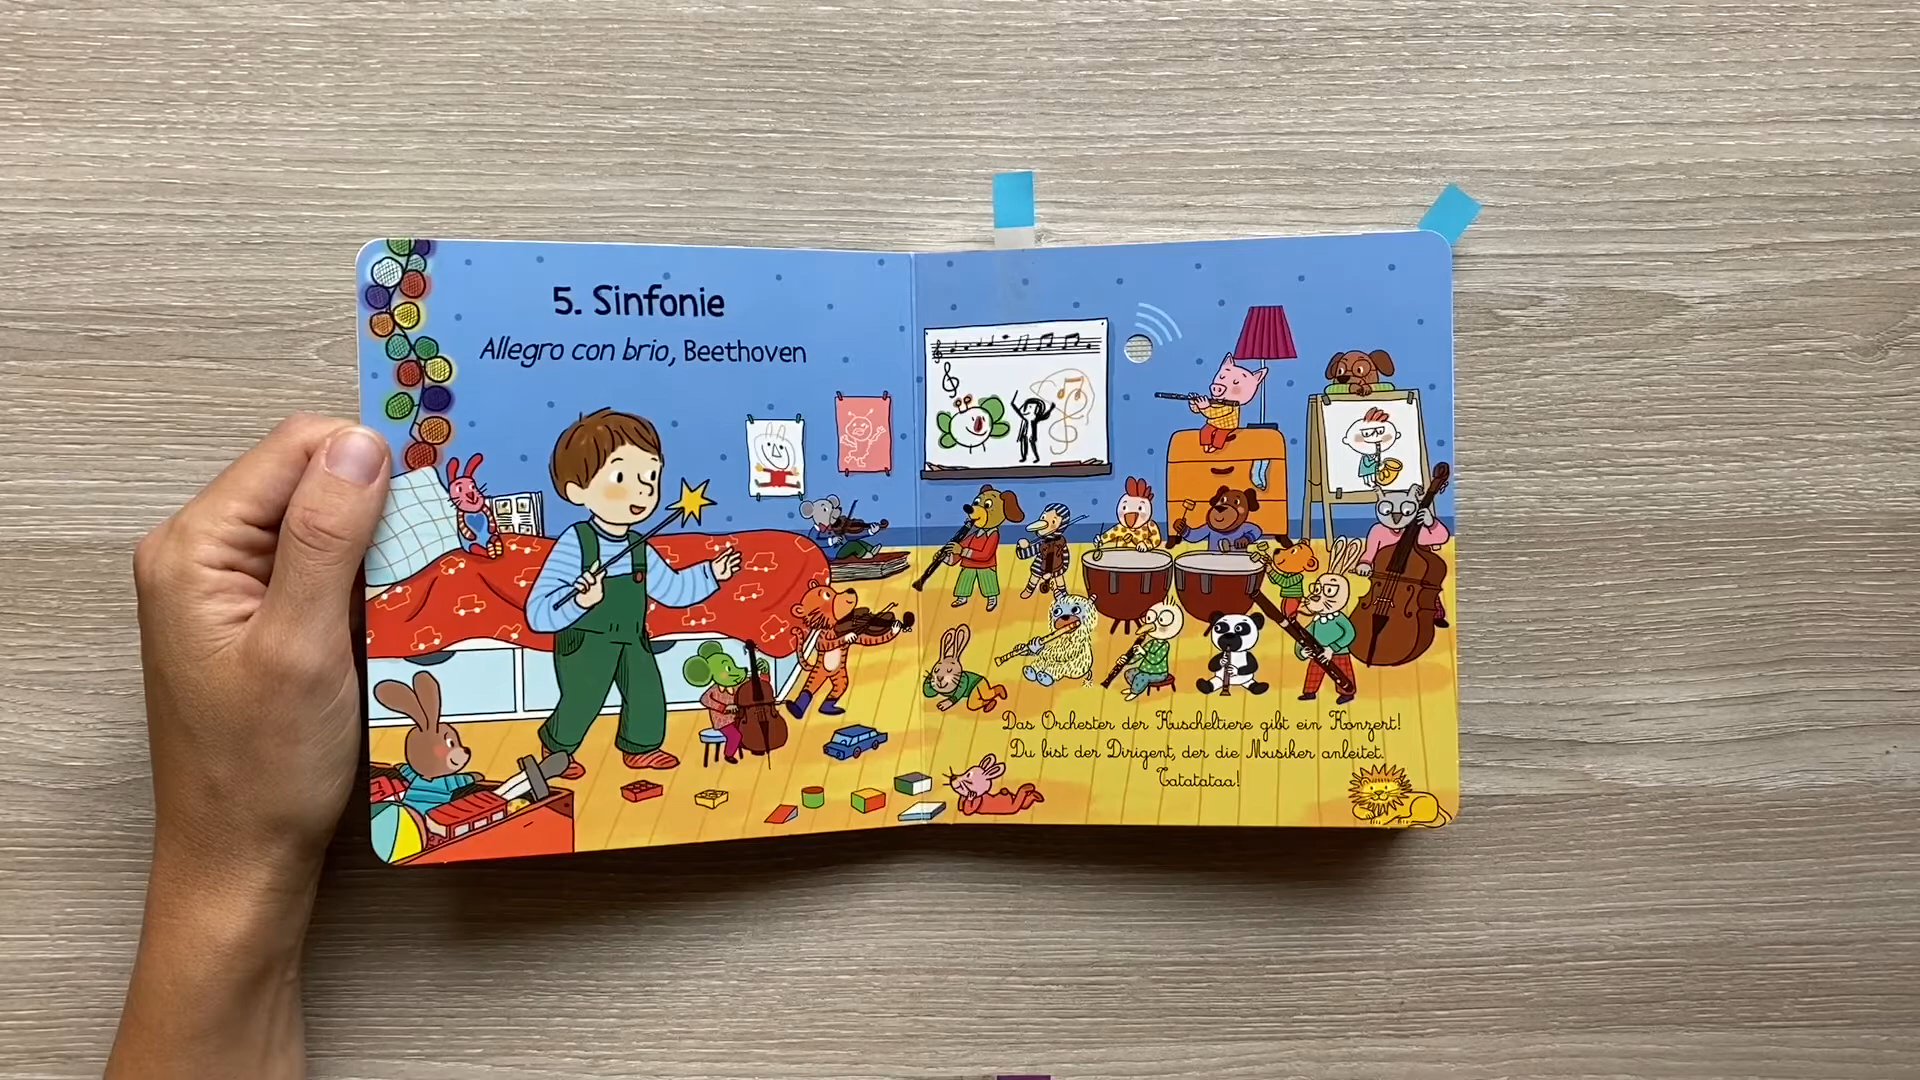 5. Sinfonie
Allegro con brio, Beethoven
Das Orchester der Kuscheltiere gibt ein Konzert!
Du bist der Dirigent, der die Musiker anleitet.
Tatatataa!